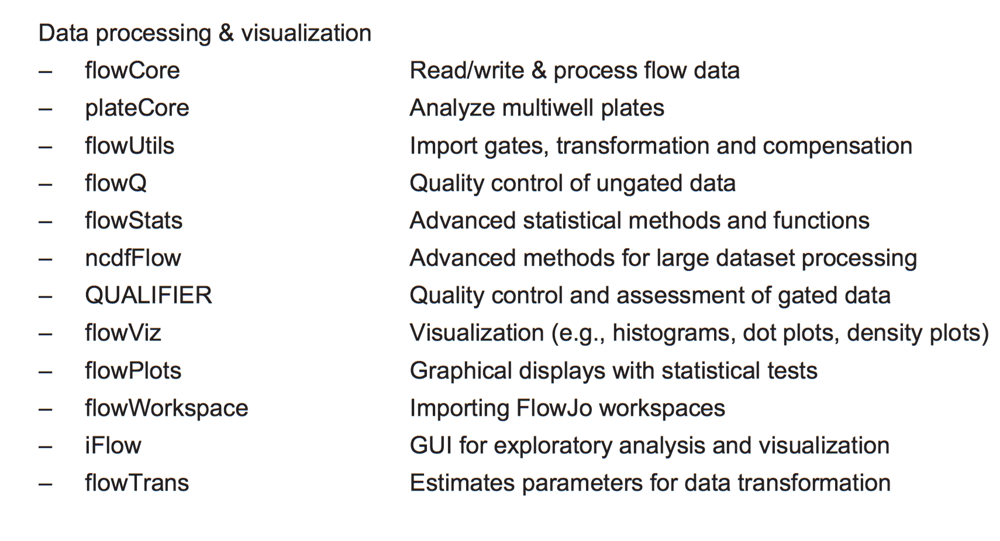 Data processing & visualization
– flowCore Read/write & process flow data
– plateCore Analyze multiwell plates
– flowUtils Import gates, transformation and compensation
– flowQ Quality control of ungated data
– flowStats Advanced statistical methods and functions
– ncdfFlow Advanced methods for large dataset processing
– QUALIFIER Quality control and assessment of gated data
– flowViz Visualization (e.g., histograms, dot plots, density plots)
– flowPlots Graphical displays with statistical tests
– flowWorkspace Importing FlowJo workspaces
– iFlow GUI for exploratory analysis and visualization
– flowTrans Estimates parameters for data transformation